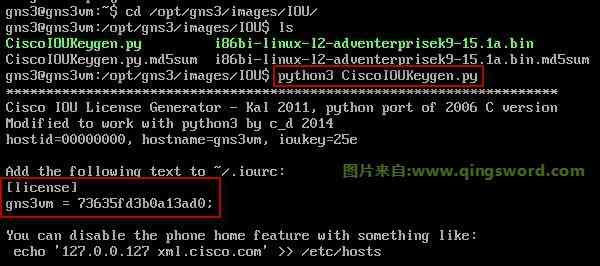 gns3@gns3vm:~$ cd /opt/gns3/images/IOU/
gns3@gns3vm:/opt/gns3/images/IOU$ ls
CiscoIOUKeygen.py i86bi-linux-l2-adventerprisek9-15.1a.bin
CiscoIOUKeygen.py.md5sum i86bi-linux-l2-adventerprisek9-15.1a.bin.md5sum
gns3@gns3vm:/opt/gns3/images/IOU$ python3 CiscoIOUKeygen.py
*********************************************************************
Cisco IOU License Generator - Kal 2011, python port of 2006 C version
Modified to work with python3 by c_d 2014
hostid=00000000, hostname=gns3vm, ioukey=25e

Add the following text to ~/.iourc:
图片来自:www.qingsword.com
[license]
gns3vm = 73635fd3b0a13ad0;

You can disable the phone home feature with something like:
echo '127.0.0.127 xml.cisco.com' >> /etc/hosts